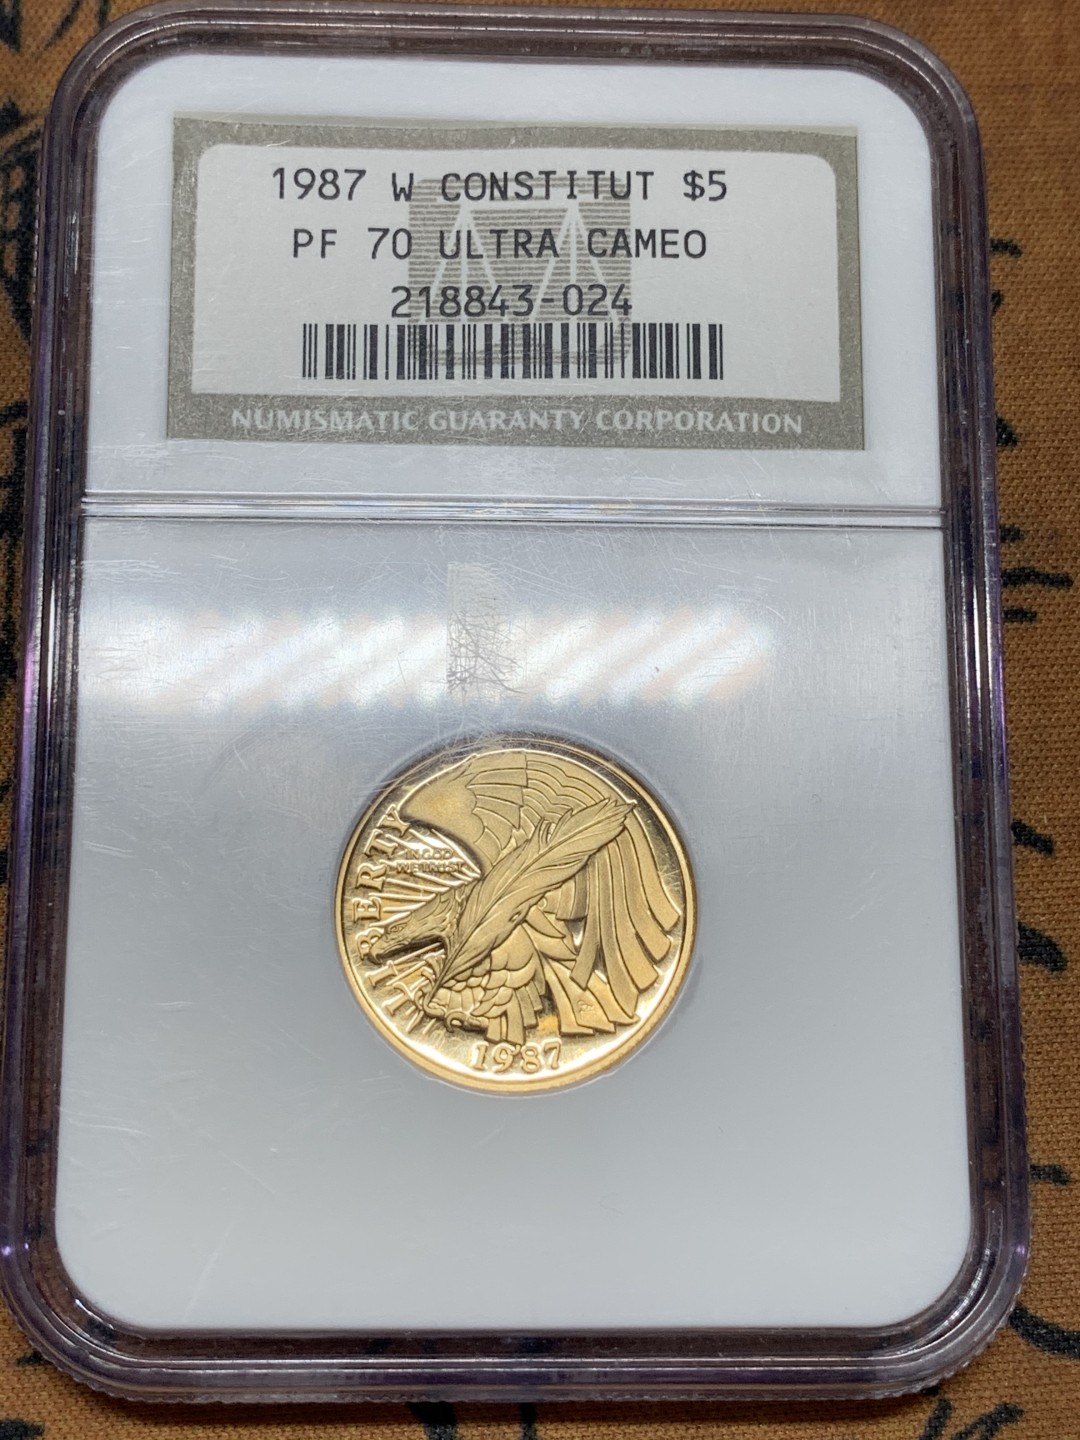 1987 W CONSTITUT $5
PF 70 ULTRA CAMEO
218843-024
NUMISMATIC GUARANTY CORPORATION
LIBERTY
IN GOD
WE TRUST
1987